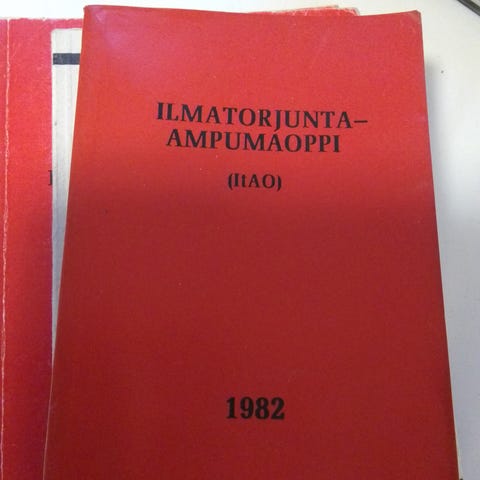 ILMATORJUNTA–
AMPUMAOPPI
(ItAO)
1982